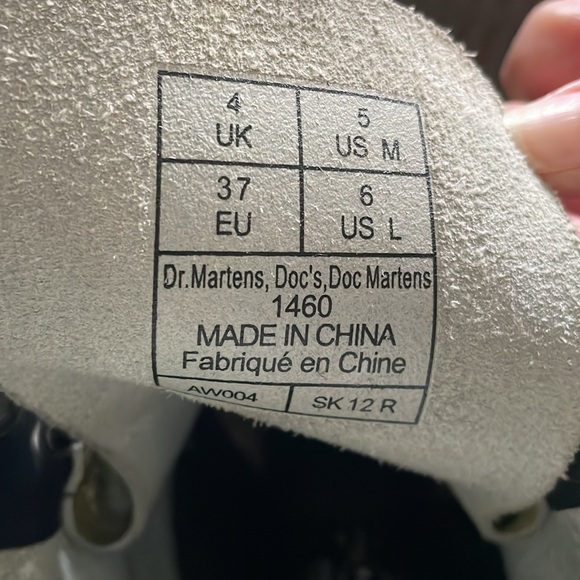 4 UK
5 US M
37 EU
6 US L
Dr.Martens, Doc's,Doc Martens
1460
MADE IN CHINA
Fabriqué en Chine
AW004
SK 12 R